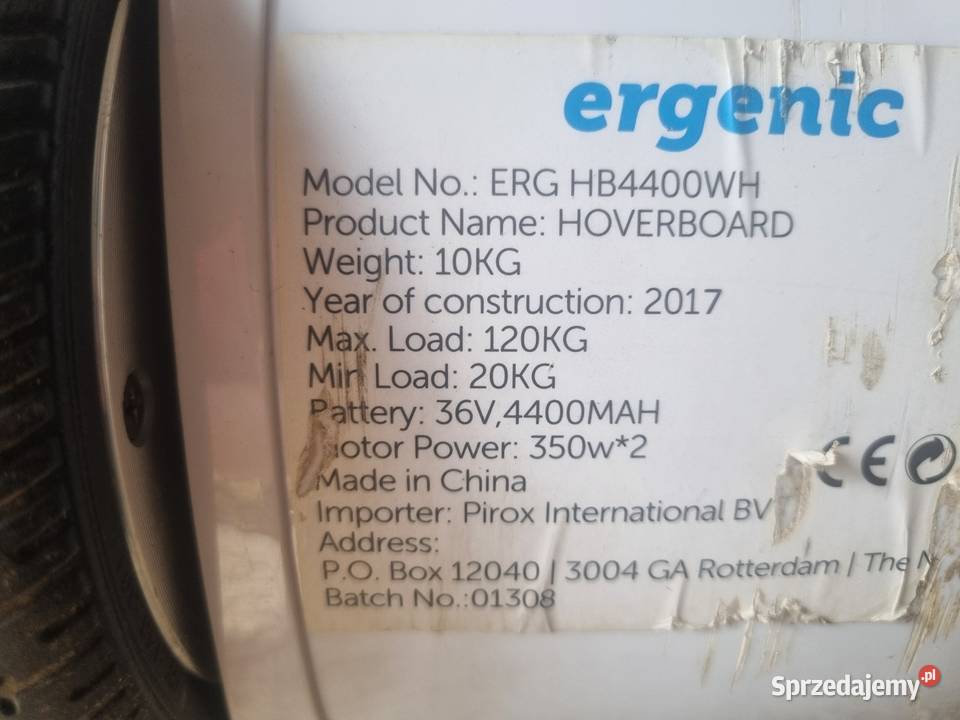 ergenic
Model No.: ERG HB4400WH
Product Name: HOVERBOARD
Weight: 10KG
Year of construction: 2017
Max. Load: 120KG
Min Load: 20KG
Battery: 36V,4400MAH
Motor Power: 350w*2
Made in China
CE
Importer: Pirox International BV
Address:
P.O. Box 12040 | 3004 GA Rotterdam | The
Batch No.:01308
Sprzedajemy.pl